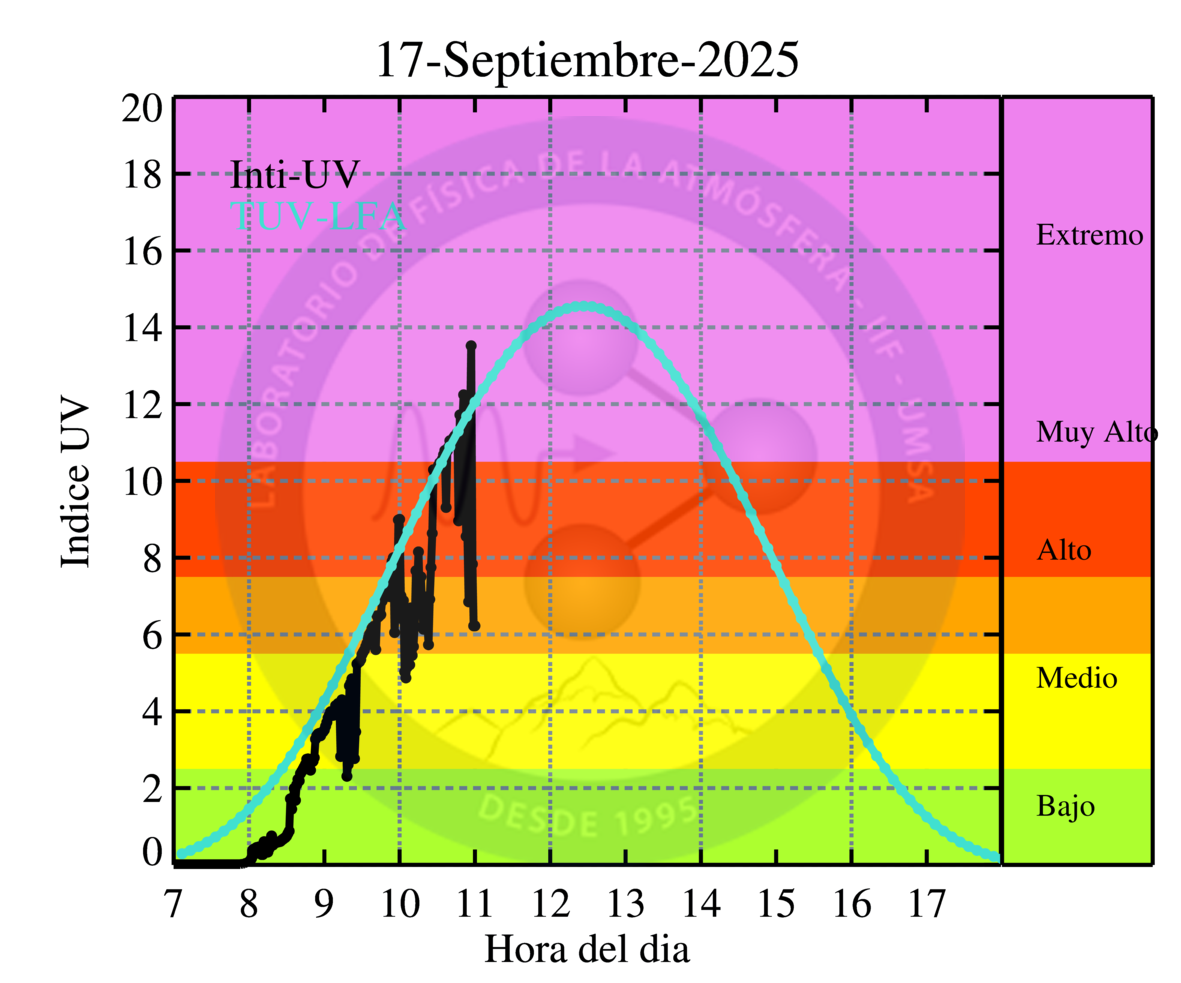 17-Septiembre-2025
20
18
16
14
12
10
8
6
4
2
0
Indice UV
Inti-UV
TUV-LFA
LABORATORIO DE FÍSICA DE LA ATMÓSFERA - IIF - UMSA
DESDE 1995
Extremo
Muy Alto
Alto
Medio
Bajo
7 8 9 10 11 12 13 14 15 16 17
Hora del dia